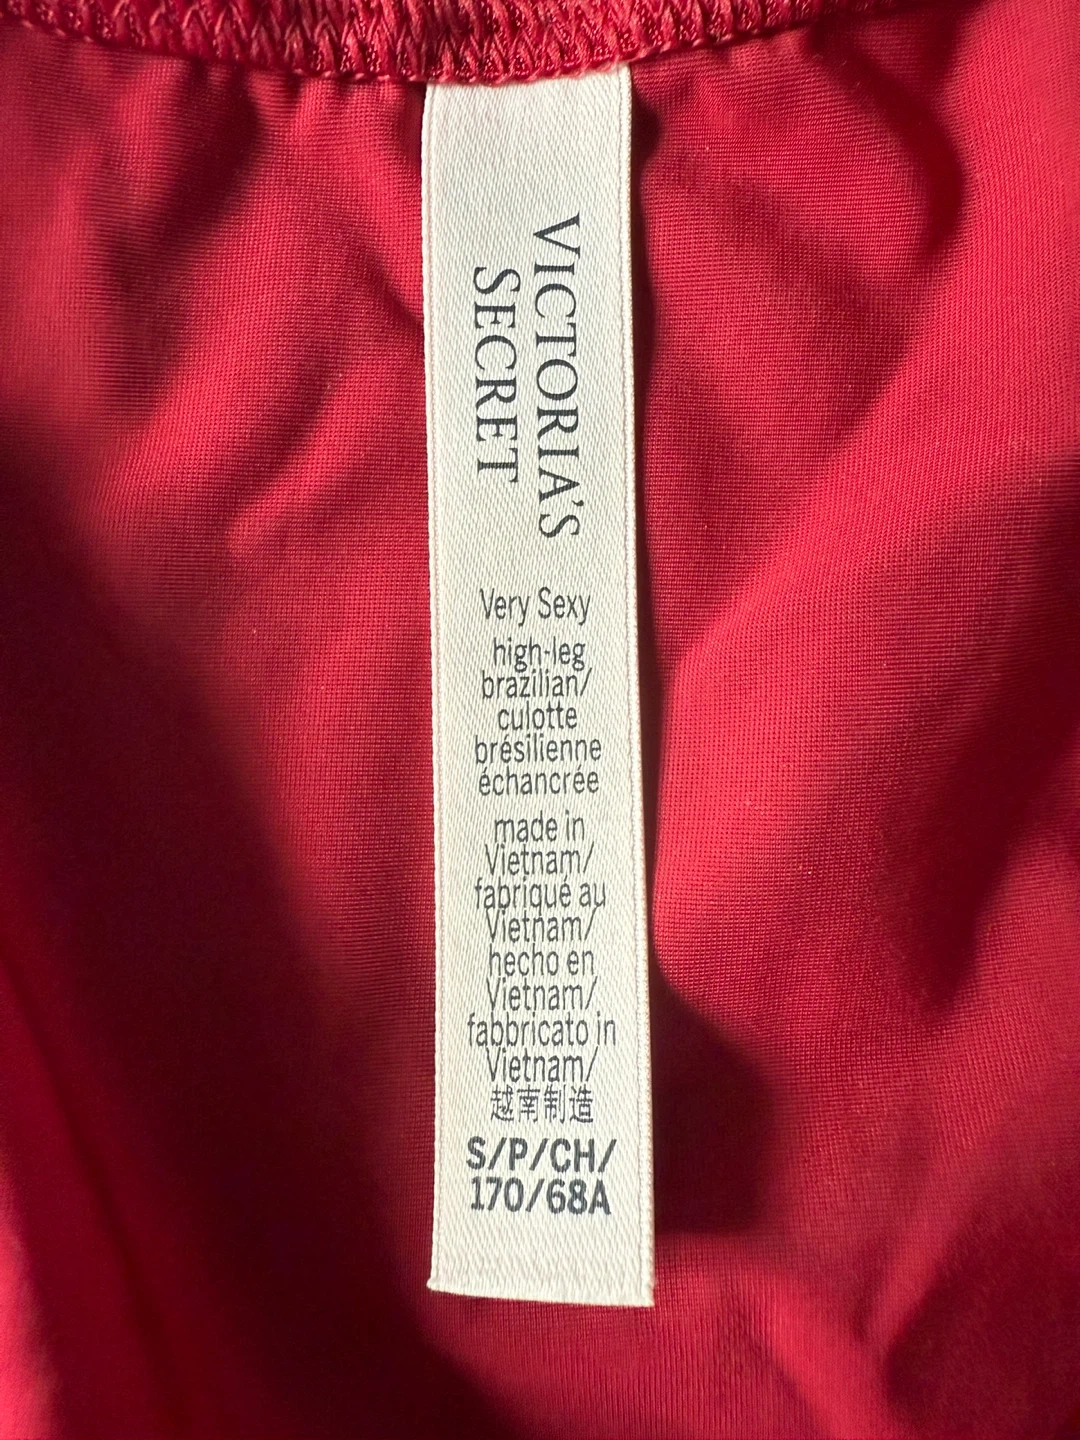 VICTORIA'S
SECRET
Very Sexy
high-leg
brazilian/
culotte
brésilienne
échancrée
made in
Vietnam/
fabriqué au
Vietnam/
hecho en
Vietnam/
fabbricato in
Vietnam/
越南制造
S/P/CH/
170/68A